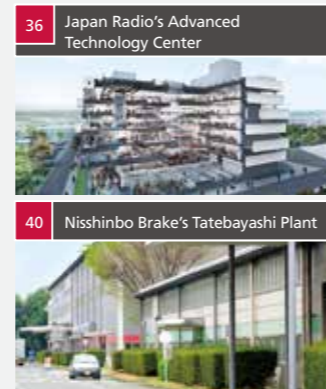 36
Japan Radio's Advanced
Technology Center
40
Nisshinbo Brake's Tatebayashi Plant